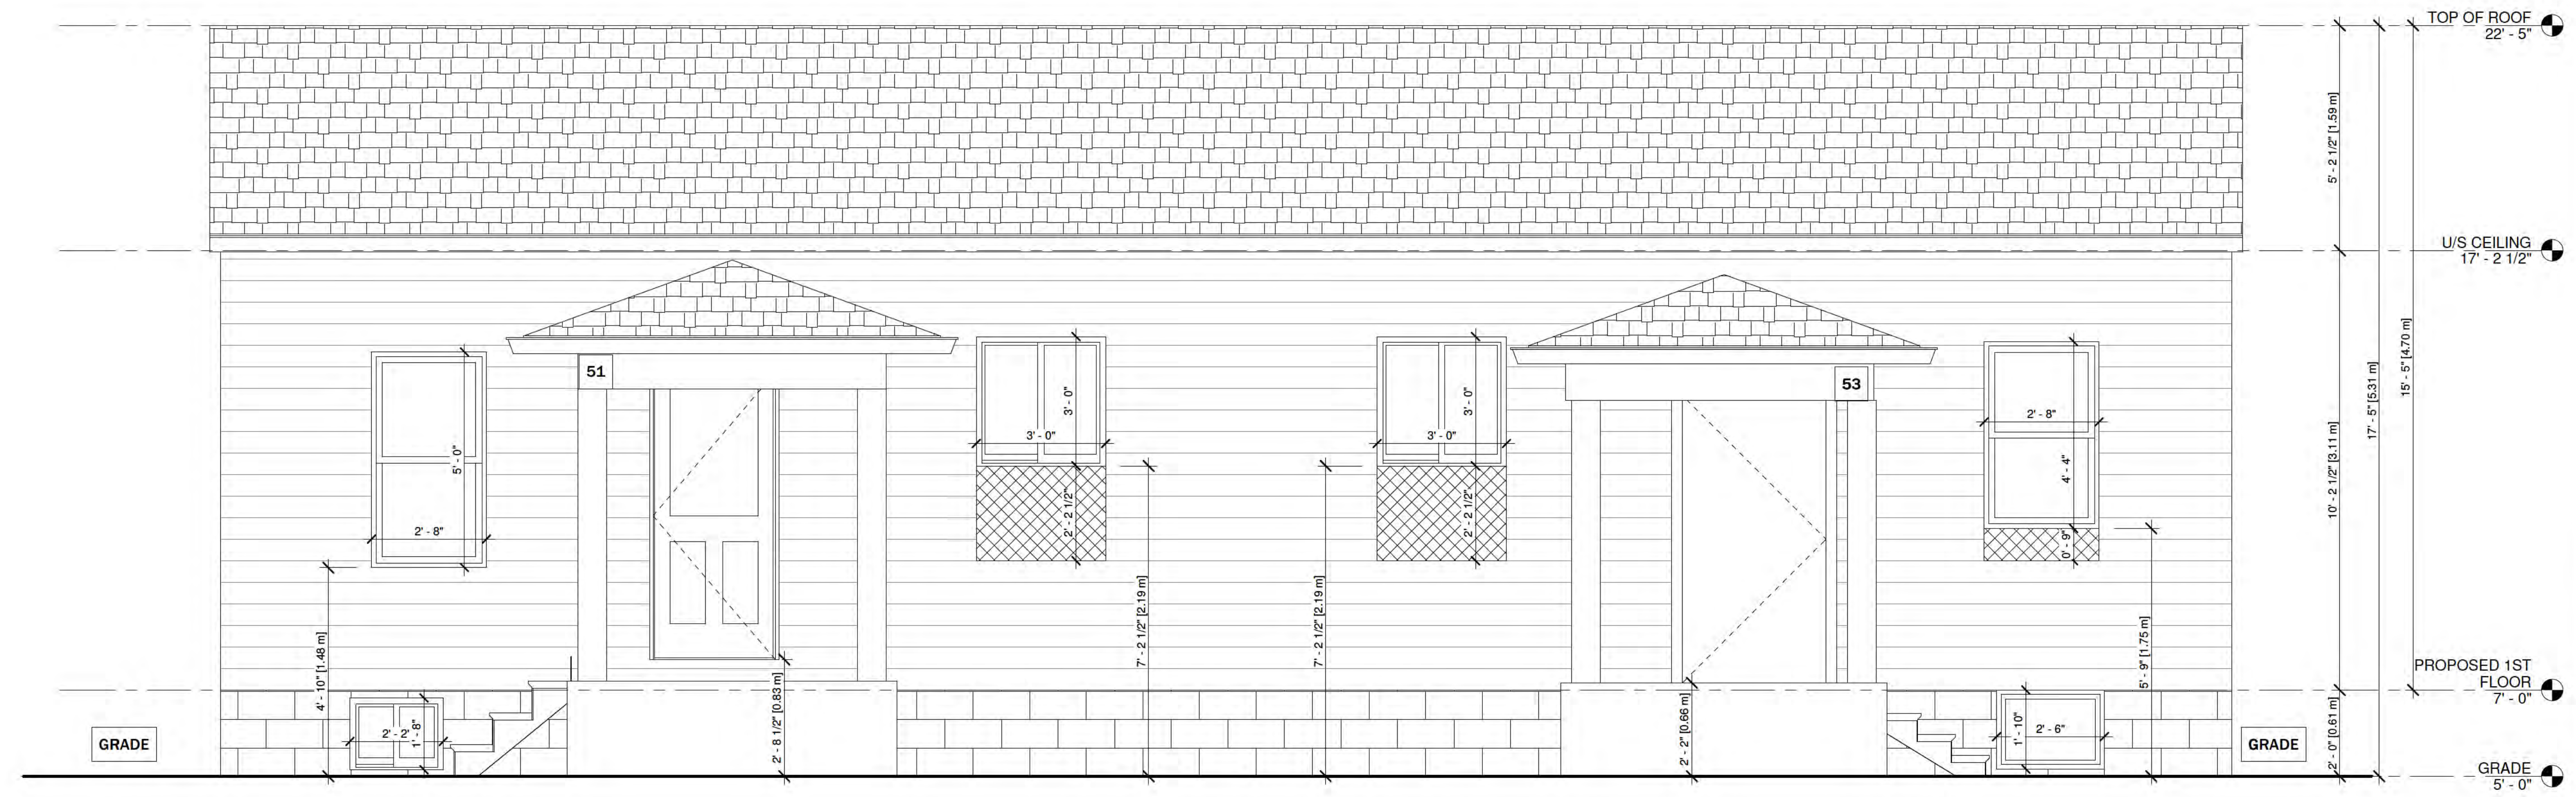 TOP OF ROOF
22' - 5"
5' - 2 1/2" [1.59 m]
U/S CEILING
17' - 2 1/2"
15' - 5" [4.70 m]
17' - 5" [5.31 m]
10' - 2 1/2" [3.11 m]
51
53
5' - 0"
2' - 8"
3' - 0"
3' - 0"
2' - 2 1/2"
3' - 0"
3' - 0"
2' - 2 1/2"
2' - 8"
4' - 4"
0' - 9"
4' - 10" [1.48 m]
7' - 2 1/2" [2.19 m]
7' - 2 1/2" [2.19 m]
5' - 9" [1.75 m]
PROPOSED 1ST
FLOOR
7' - 0"
GRADE
2' - 2"
1' - 8"
2' - 8 1/2" [0.83 m]
2' - 2" [0.66 m]
1' - 10"
2' - 6"
GRADE
2' - 0" [0.61 m]
GRADE
5' - 0"